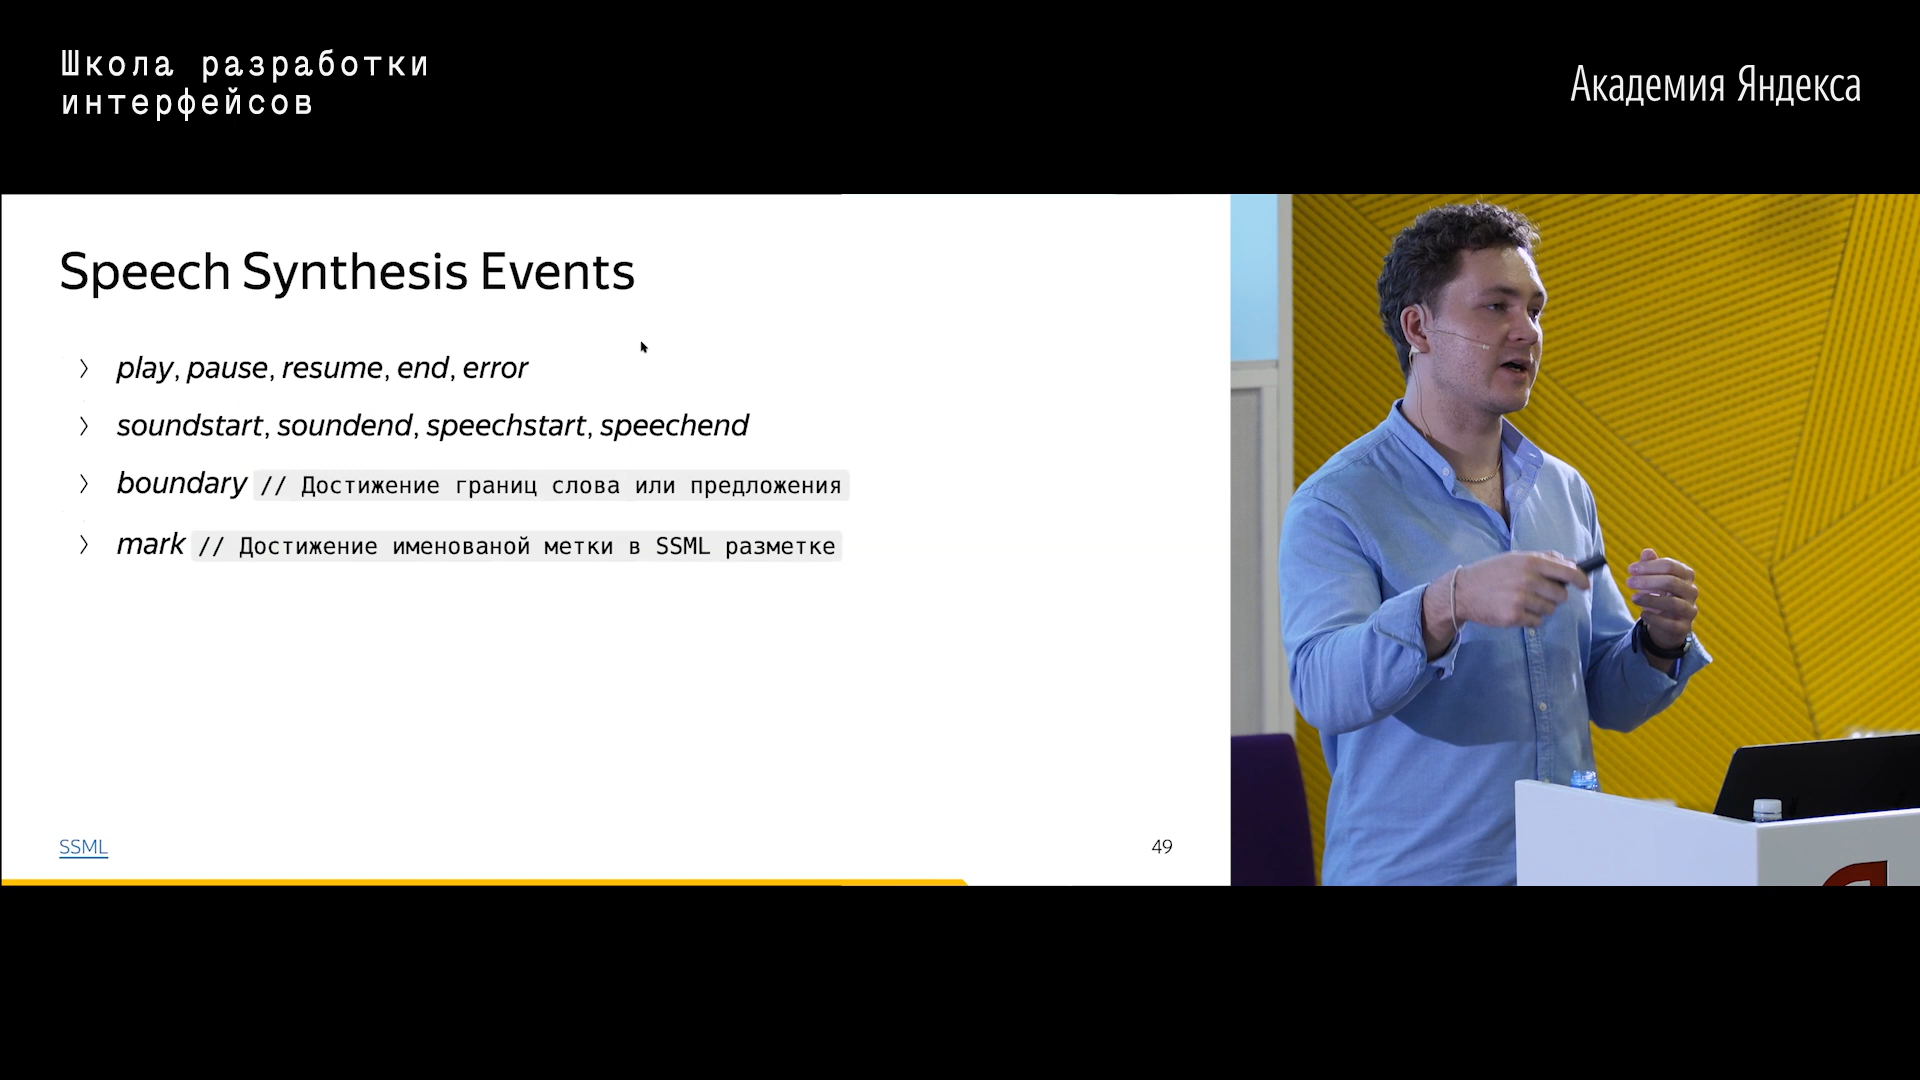 Школа разработки
интерфейсов
Академия Яндекса
Speech Synthesis Events
play, pause, resume, end, error
soundstart, soundend, speechstart, speechend
boundary // Достижение границ слова или предложения
mark // Достижение именованой метки в SSML разметке
SSML
49